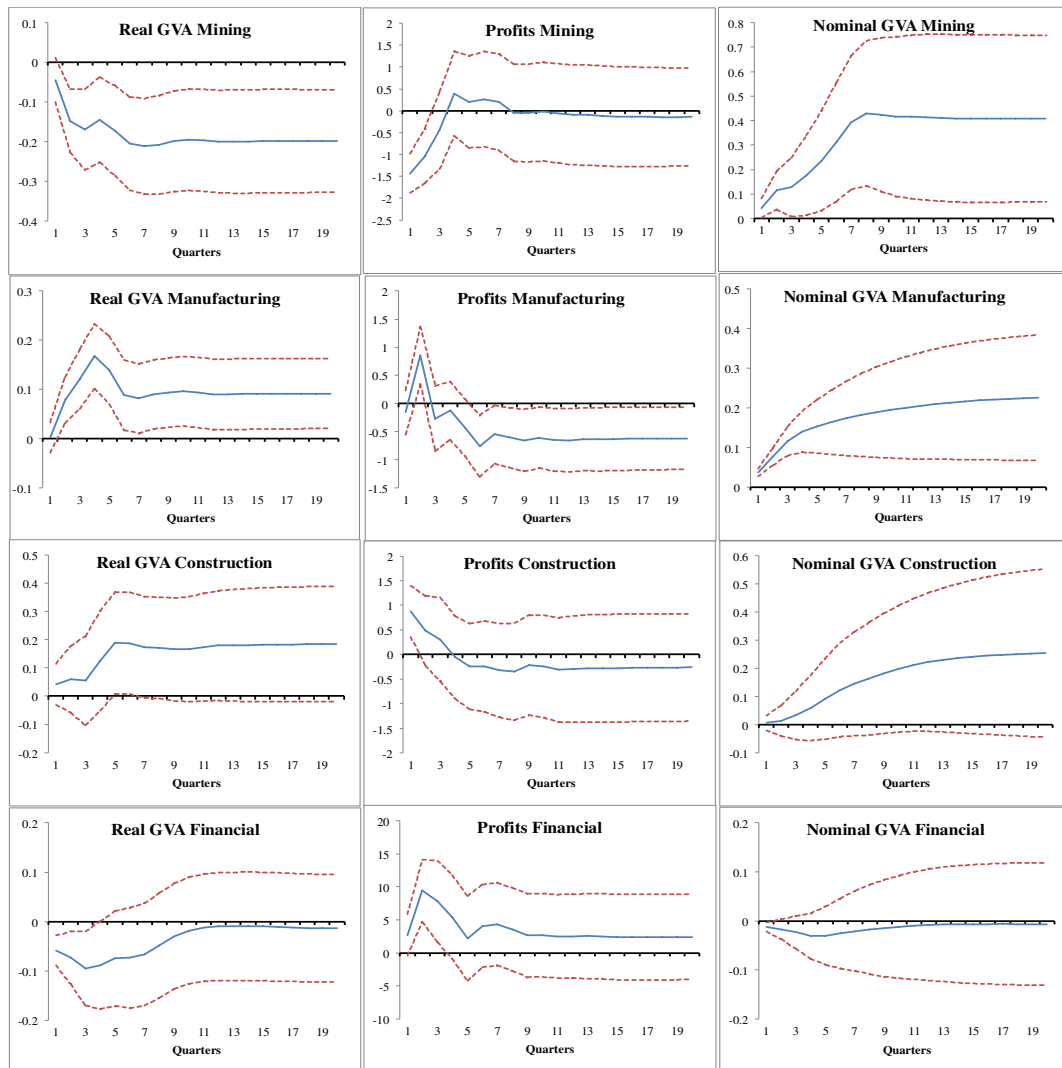 Real GVA Mining
0.1
0
-0.1
-0.2
-0.3
-0.4
1 3 5 7 9 11 13 15 17 19
Quarters
Profits Mining
2
1.5
1
0.5
0
-0.5
-1
-1.5
-2
-2.5
1 3 5 7 9 11 13 15 17 19
Quarters
Nominal GVA Mining
0.8
0.7
0.6
0.5
0.4
0.3
0.2
0.1
0
1 3 5 7 9 11 13 15 17 19
Quarters
Real GVA Manufacturing
0.3
0.2
0.1
0
-0.1
1 3 5 7 9 11 13 15 17 19
Quarters
Profits Manufacturing
2
1.5
1
0.5
0
-0.5
-1
-1.5
1 3 5 7 9 11 13 15 17 19
Quarters
Nominal GVA Manufacturing
0.5
0.4
0.3
0.2
0.1
0
1 3 5 7 9 11 13 15 17 19
Quarters
Real GVA Construction
0.5
0.4
0.3
0.2
0.1
0
-0.1
-0.2
1 3 5 7 9 11 13 15 17 19
Quarters
Profits Construction
2
1.5
1
0.5
0
-0.5
-1
-1.5
-2
1 3 5 7 9 11 13 15 17 19
Quarters
Nominal GVA Construction
0.6
0.5
0.4
0.3
0.2
0.1
0
-0.1
1 3 5 7 9 11 13 15 17 19
Quarters
Real GVA Financial
0.2
0.1
0
-0.1
-0.2
1 3 5 7 9 11 13 15 17 19
Quarters
Profits Financial
20
15
10
5
0
-5
-10
1 3 5 7 9 11 13 15 17 19
Quarters
Nominal GVA Financial
0.2
0.1
0
-0.1
-0.2
1 3 5 7 9 11 13 15 17 19
Quarters